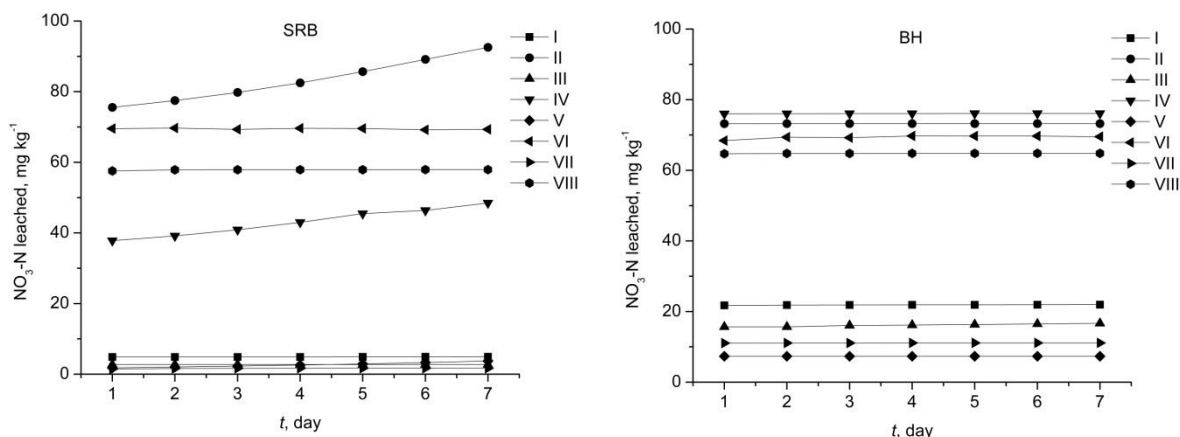 SRB
NO₃-N leached, mg kg⁻¹
100
80
60
40
20
0
1 2 3 4 5 6 7
t, day
I
II
III
IV
V
VI
VII
VIII
BH
NO₃-N leached, mg kg⁻¹
100
80
60
40
20
0
1 2 3 4 5 6 7
t, day
I
II
III
IV
V
VI
VII
VIII